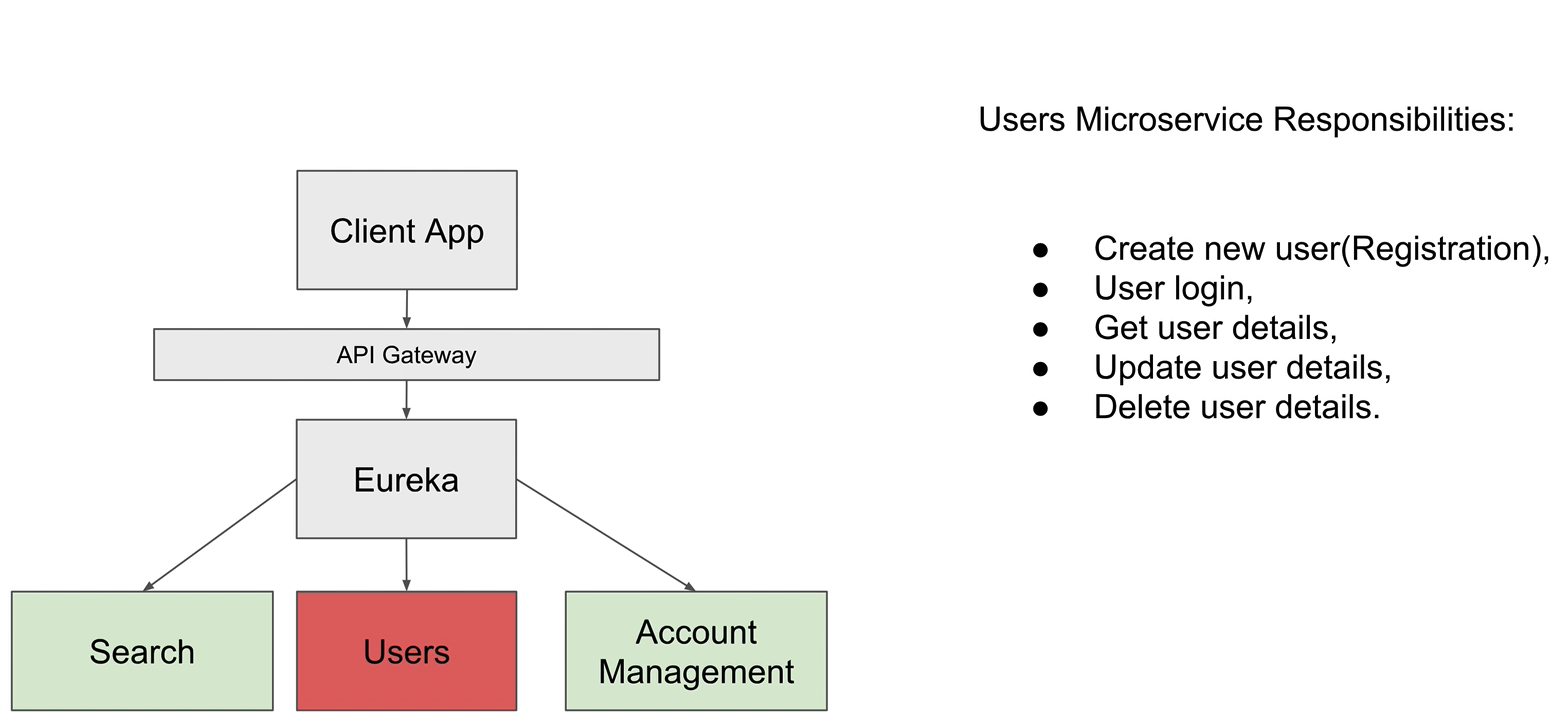 Users Microservice Responsibilities:
Client App
API Gateway
Eureka
Search
Users
Account
Management
● Create new user(Registration),
● User login,
● Get user details,
● Update user details,
● Delete user details.